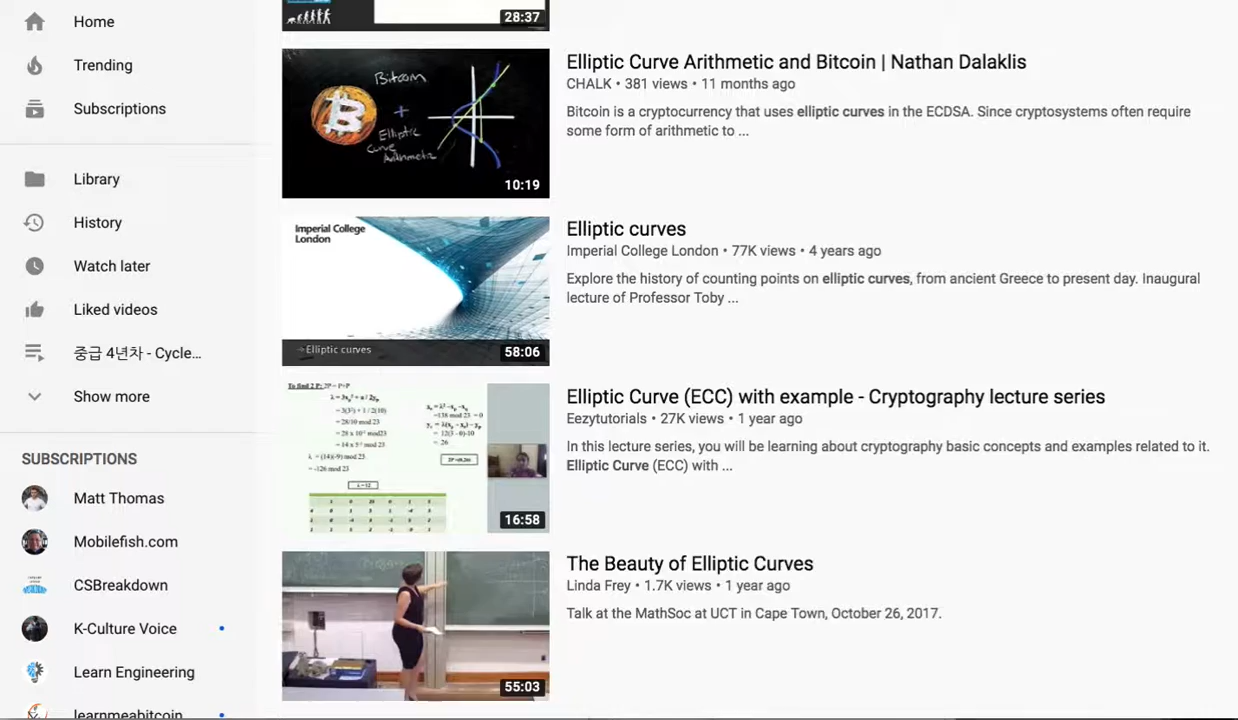 Home
Trending
Subscriptions
Library
History
Watch later
Liked videos
중급 4년차 - Cycle...
Show more
SUBSCRIPTIONS
Matt Thomas
Mobilefish.com
CSBreakdown
K-Culture Voice
Learn Engineering
learnmeabitcoin
28:37
Bitcoin
+
Elliptic
Curve
Arithmetic
10:19
Elliptic Curve Arithmetic and Bitcoin | Nathan Dalaklis
CHALK • 381 views • 11 months ago
Bitcoin is a cryptocurrency that uses elliptic curves in the ECDSA. Since cryptosystems often require
some form of arithmetic to ...
Imperial College
London
→Elliptic curves
58:06
Elliptic curves
Imperial College London • 77K views • 4 years ago
Explore the history of counting points on elliptic curves, from ancient Greece to present day. Inaugural
lecture of Professor Toby ...
To find 2 P: 2P = P+P
16:58
Elliptic Curve (ECC) with example - Cryptography lecture series
Eezytutorials • 27K views • 1 year ago
In this lecture series, you will be learning about cryptography basic concepts and examples related to it.
Elliptic Curve (ECC) with ...
55:03
The Beauty of Elliptic Curves
Linda Frey • 1.7K views • 1 year ago
Talk at the MathSoc at UCT in Cape Town, October 26, 2017.